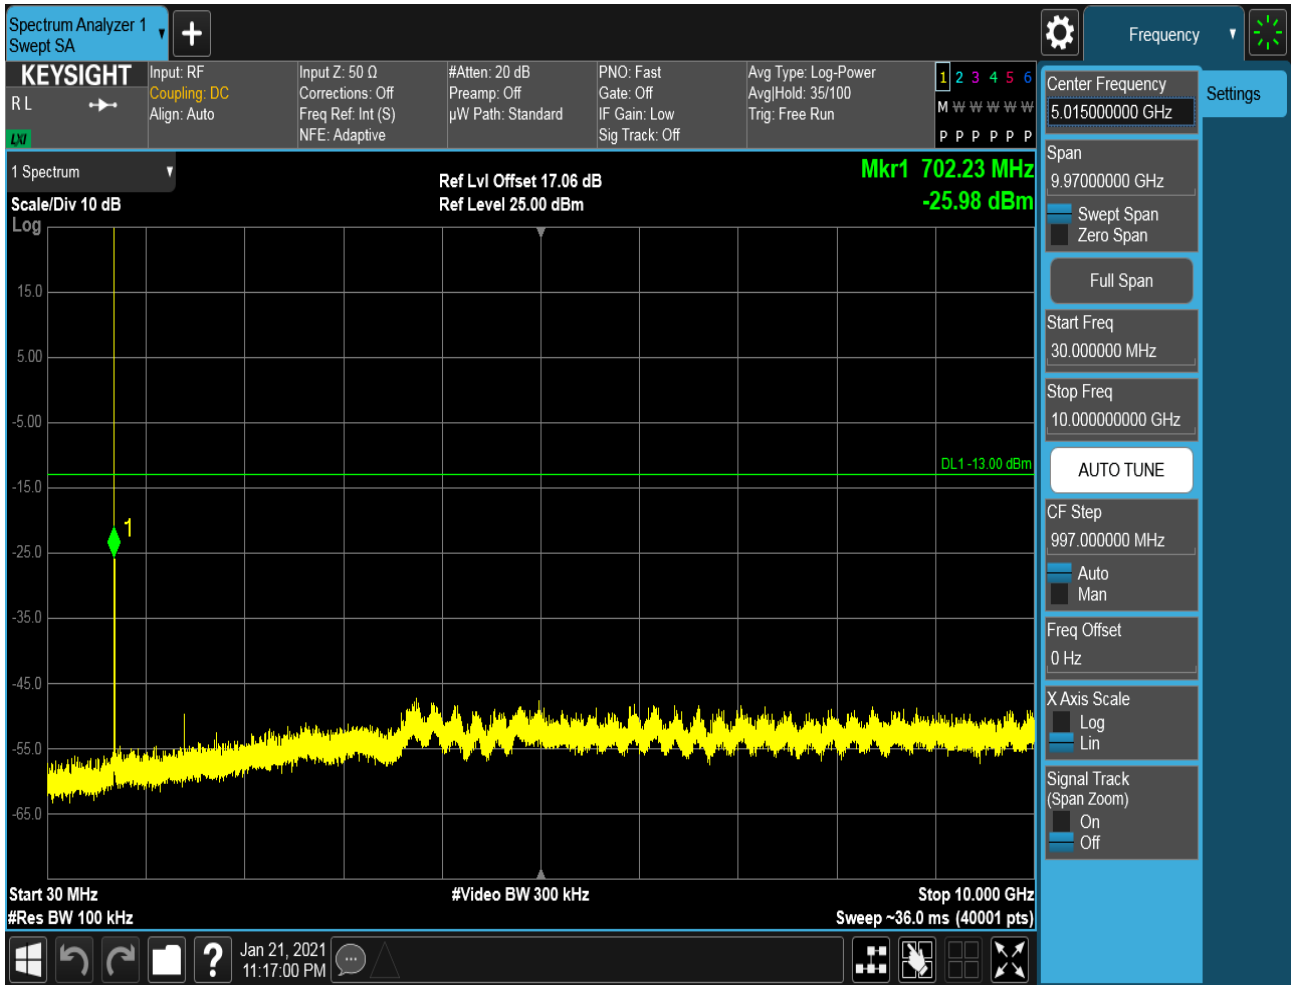 Spectrum Analyzer 1
Swept SA
Frequency
KEYSIGHT
R L
LXI
Input: RF
Coupling: DC
Align: Auto
Input Z: 50 Ω
Corrections: Off
Freq Ref: Int (S)
NFE: Adaptive
#Atten: 20 dB
Preamp: Off
µW Path: Standard
PNO: Fast
Gate: Off
IF Gain: Low
Sig Track: Off
Avg Type: Log-Power
Avg|Hold: 35/100
Trig: Free Run
1 2 3 4 5 6
M W W W W W
P P P P P P
1 Spectrum
Scale/Div 10 dB
Log
Ref Lvl Offset 17.06 dB
Ref Level 25.00 dBm
Mkr1 702.23 MHz
-25.98 dBm
15.0
5.00
-5.00
DL1 -13.00 dBm
-15.0
1
-25.0
-35.0
-45.0
-55.0
-65.0
Start 30 MHz
#Video BW 300 kHz
Stop 10.000 GHz
#Res BW 100 kHz
Sweep ~36.0 ms (40001 pts)
Jan 21, 2021
11:17:00 PM
Center Frequency
5.015000000 GHz
Settings
Span
9.97000000 GHz
Swept Span
Zero Span
Full Span
Start Freq
30.000000 MHz
Stop Freq
10.000000000 GHz
AUTO TUNE
CF Step
997.000000 MHz
Auto
Man
Freq Offset
0 Hz
X Axis Scale
Log
Lin
Signal Track
(Span Zoom)
On
Off